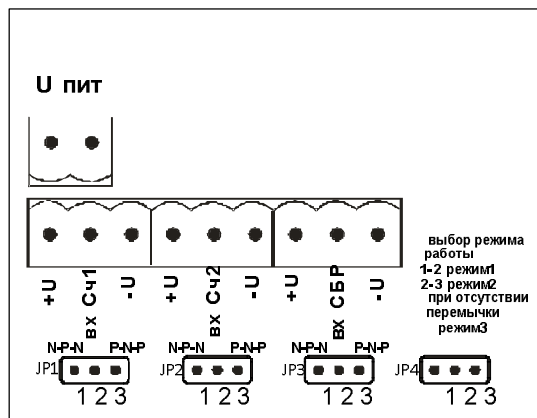 U пит
+U вх Сч1 -U +U вх Сч2 -U +U вх СБР -U
выбор режима
работы
1-2 режим1
2-3 режим2
при отсутствии
перемычки
режим3
N-P-N P-N-P N-P-N P-N-P N-P-N P-N-P
JP1 JP2 JP3 JP4
1 2 3 1 2 3 1 2 3 1 2 3